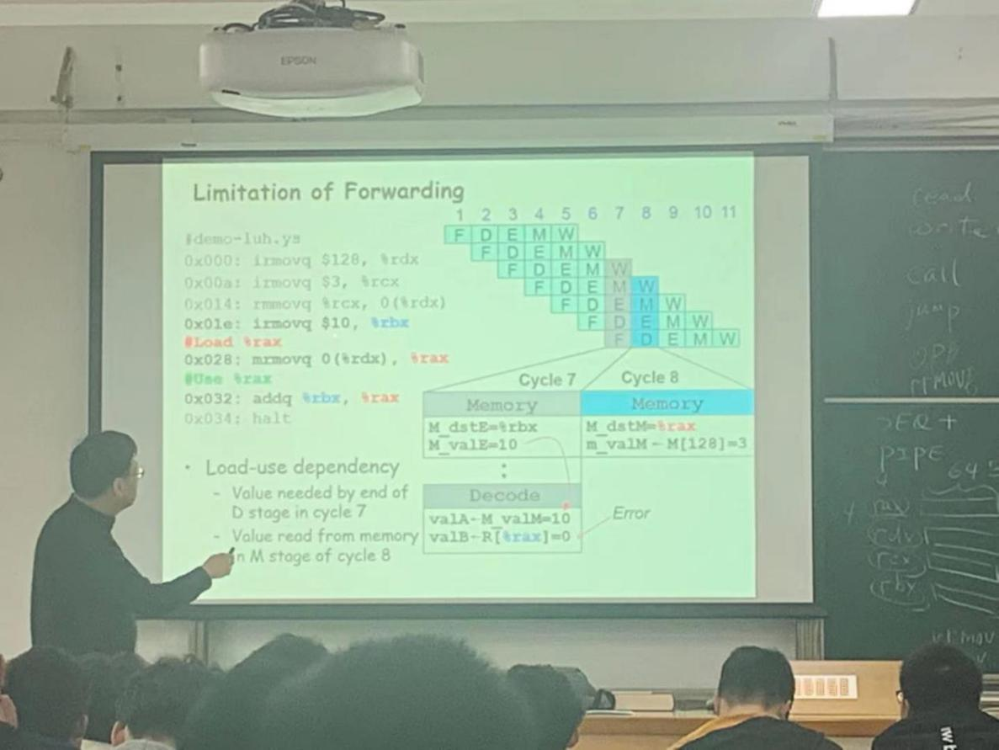 EPSON
Limitation of Forwarding
1 2 3 4 5 6 7 8 9 10 11
#demo-luh.ys
0x000: irmovq $128, %rdx
0x00a: irmovq $3, %rcx
0x014: rmmovq %rcx, 0(%rdx)
0x01e: irmovq $10, %rbx
#Load %rax
0x028: mrmovq 0(%rdx), %rax
#Use %rax
0x032: addq %rbx, %rax
0x034: halt
F D E M W
F D E M W
F D E M W
F D E M W
F D E M W
F D E M W
F D E M W
Cycle 7 Cycle 8
Memory
M_dstE=%rbx
M_valE=10
Memory
M_dstM=%rax
m_valM←M[128]=3
:
Decode
valA←M_valM=10
valB←R[%rax]=0
Error
• Load-use dependency
- Value needed by end of
D stage in cycle 7
- Value read from memory
in M stage of cycle 8
read
write
call
jump
OPq
SEQ +
PIPE
64
rax
rdx
rcx
rbx